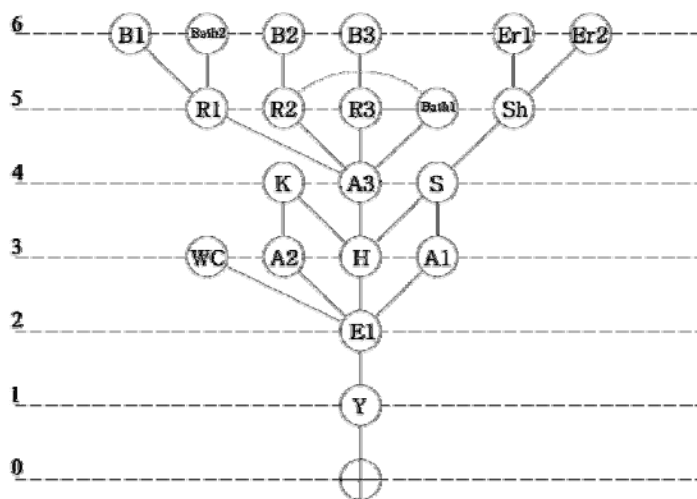 6 B1 Bath2 B2 B3 Er1 Er2
5 R1 R2 R3 Bath1 Sh
4 K A3 S
3 WC A2 H A1
2 E1
1 Y
0